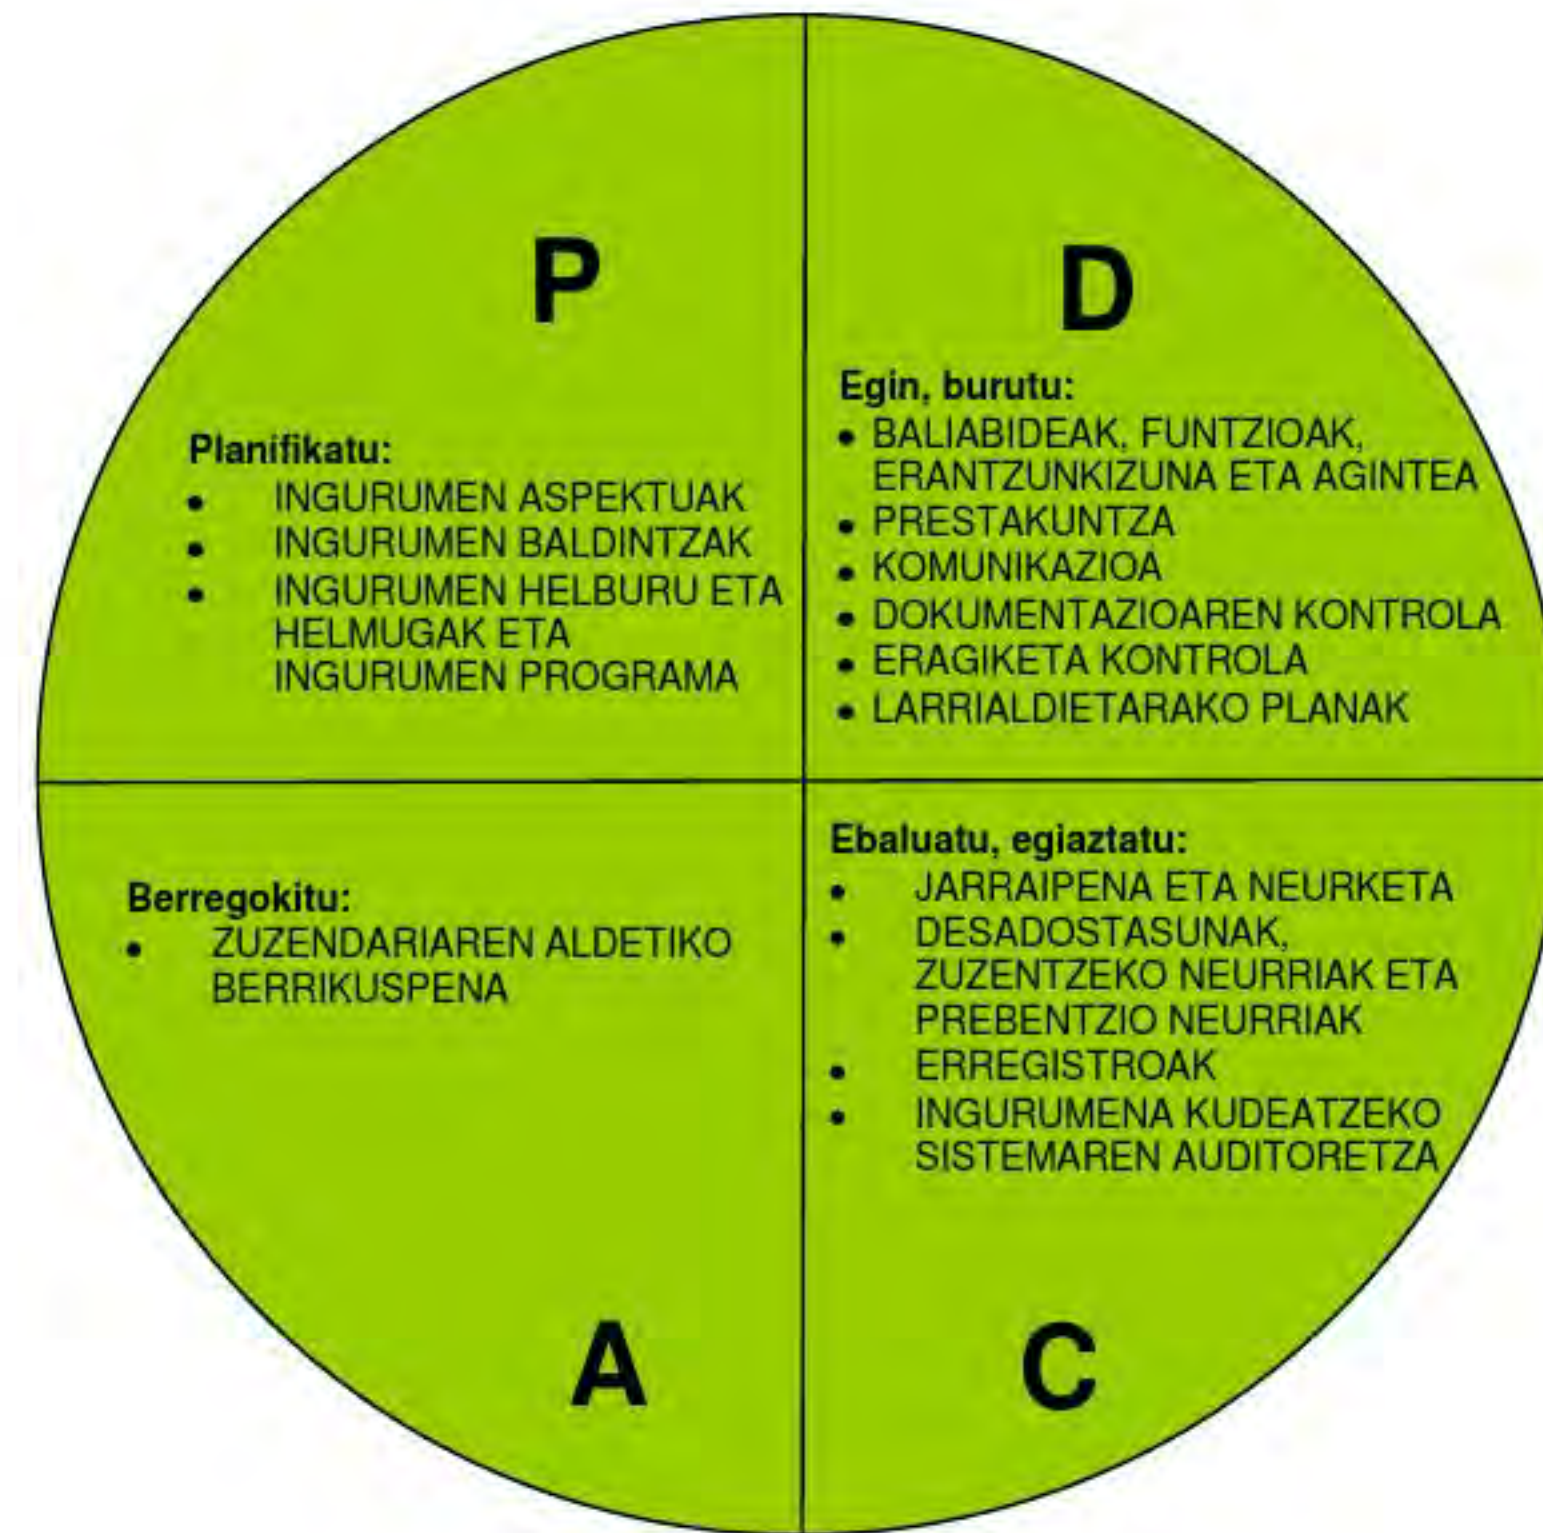 P
Planifikatu:
• INGURUMEN ASPEKTUAK
• INGURUMEN BALDINTZAK
• INGURUMEN HELBURU ETA
HELMUGAK ETA
INGURUMEN PROGRAMA
D
Egin, burutu:
• BALIABIDEAK, FUNTZIOAK,
ERANTZUNKIZUNA ETA AGINTEA
• PRESTAKUNTZA
• KOMUNIKAZIOA
• DOKUMENTAZIOAREN KONTROLA
• ERAGIKETA KONTROLA
• LARRIALDIETARAKO PLANAK
Berregokitu:
• ZUZENDARIAREN ALDETIKO
BERRIKUSPENA
A
Ebaluatu, egiaztatu:
• JARRAIPENA ETA NEURKETA
• DESADOSTASUNAK,
ZUZENTZEKO NEURRIAK ETA
PREBENTZIO NEURRIAK
• ERREGISTROAK
• INGURUMENA KUDEATZEKO
SISTEMAREN AUDITORETZA
C